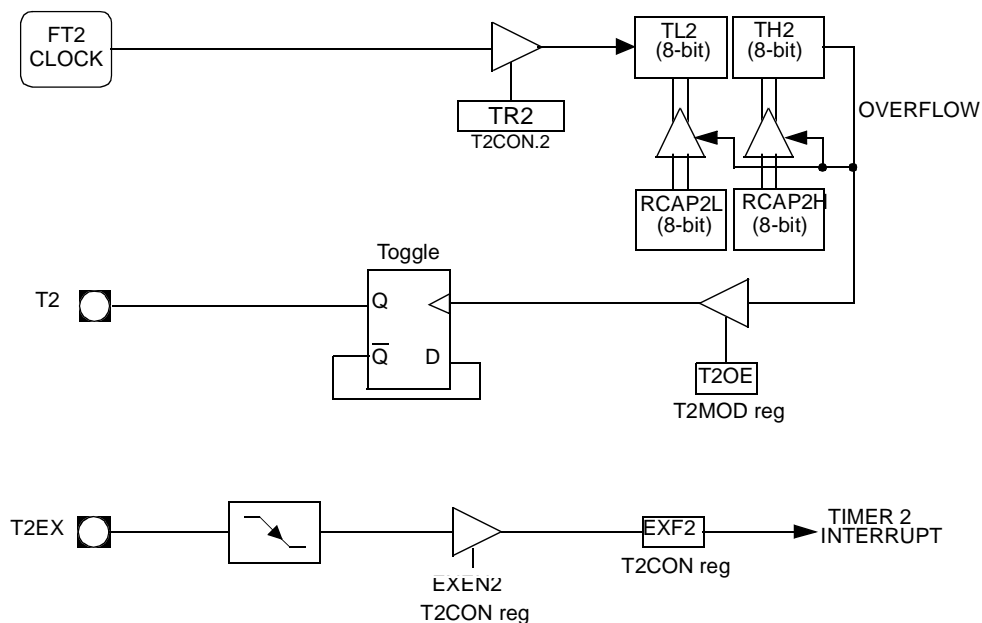 FT2
CLOCK
TL2
(8-bit)
TH2
(8-bit)
TR2
T2CON.2
OVERFLOW
RCAP2L
(8-bit)
RCAP2H
(8-bit)
Toggle
T2
Q
Q
D
T2OE
T2MOD reg
T2EX
EXEN2
T2CON reg
EXF2
T2CON reg
TIMER 2
INTERRUPT